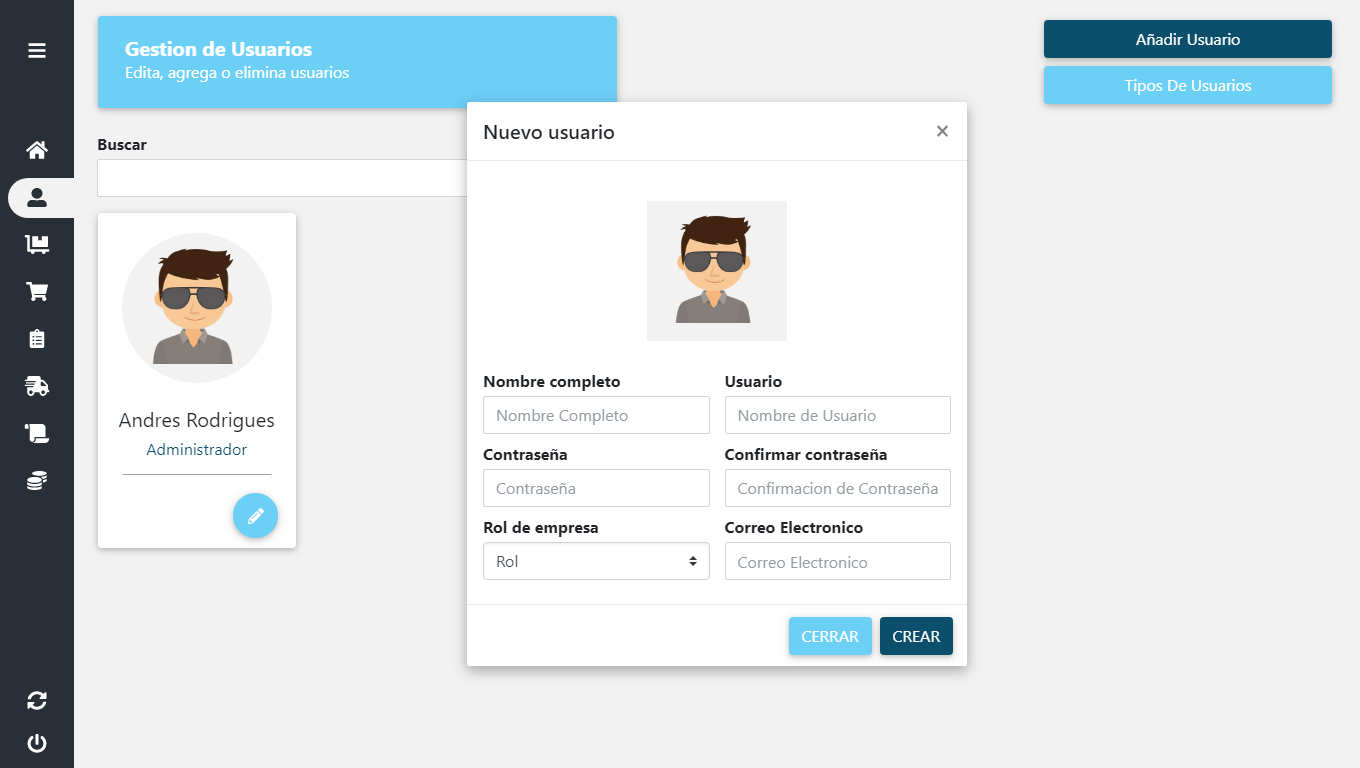 Gestion de Usuarios
Edita, agrega o elimina usuarios
Añadir Usuario
Tipos De Usuarios
Buscar
Andres Rodrigues
Administrador
Nuevo usuario
×
Nombre completo
Usuario
Nombre Completo
Nombre de Usuario
Contraseña
Confirmar contraseña
Contraseña
Confirmacion de Contraseña
Rol de empresa
Correo Electronico
Rol
Correo Electronico
CERRAR
CREAR